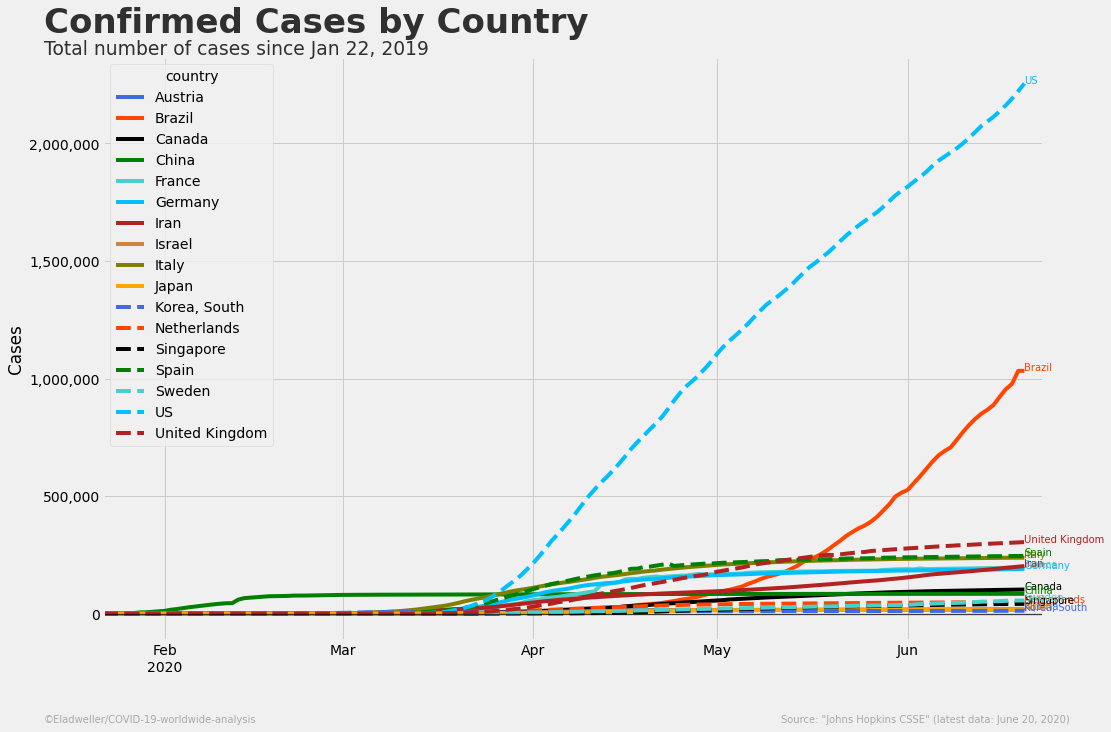 Confirmed Cases by Country
Total number of cases since Jan 22, 2019
country
Austria
Brazil
Canada
China
France
Germany
Iran
Israel
Italy
Japan
Korea, South
Netherlands
Singapore
Spain
Sweden
US
United Kingdom
Cases
2,000,000
1,500,000
1,000,000
500,000
0
Feb
2020
Mar
Apr
May
Jun
US
Brazil
United Kingdom
Spain
Italy
Iran
Germany
Canada
China
Singapore
Korea, South
©Eladweller/COVID-19-worldwide-analysis
Source: "Johns Hopkins CSSE" (latest data: June 20, 2020)